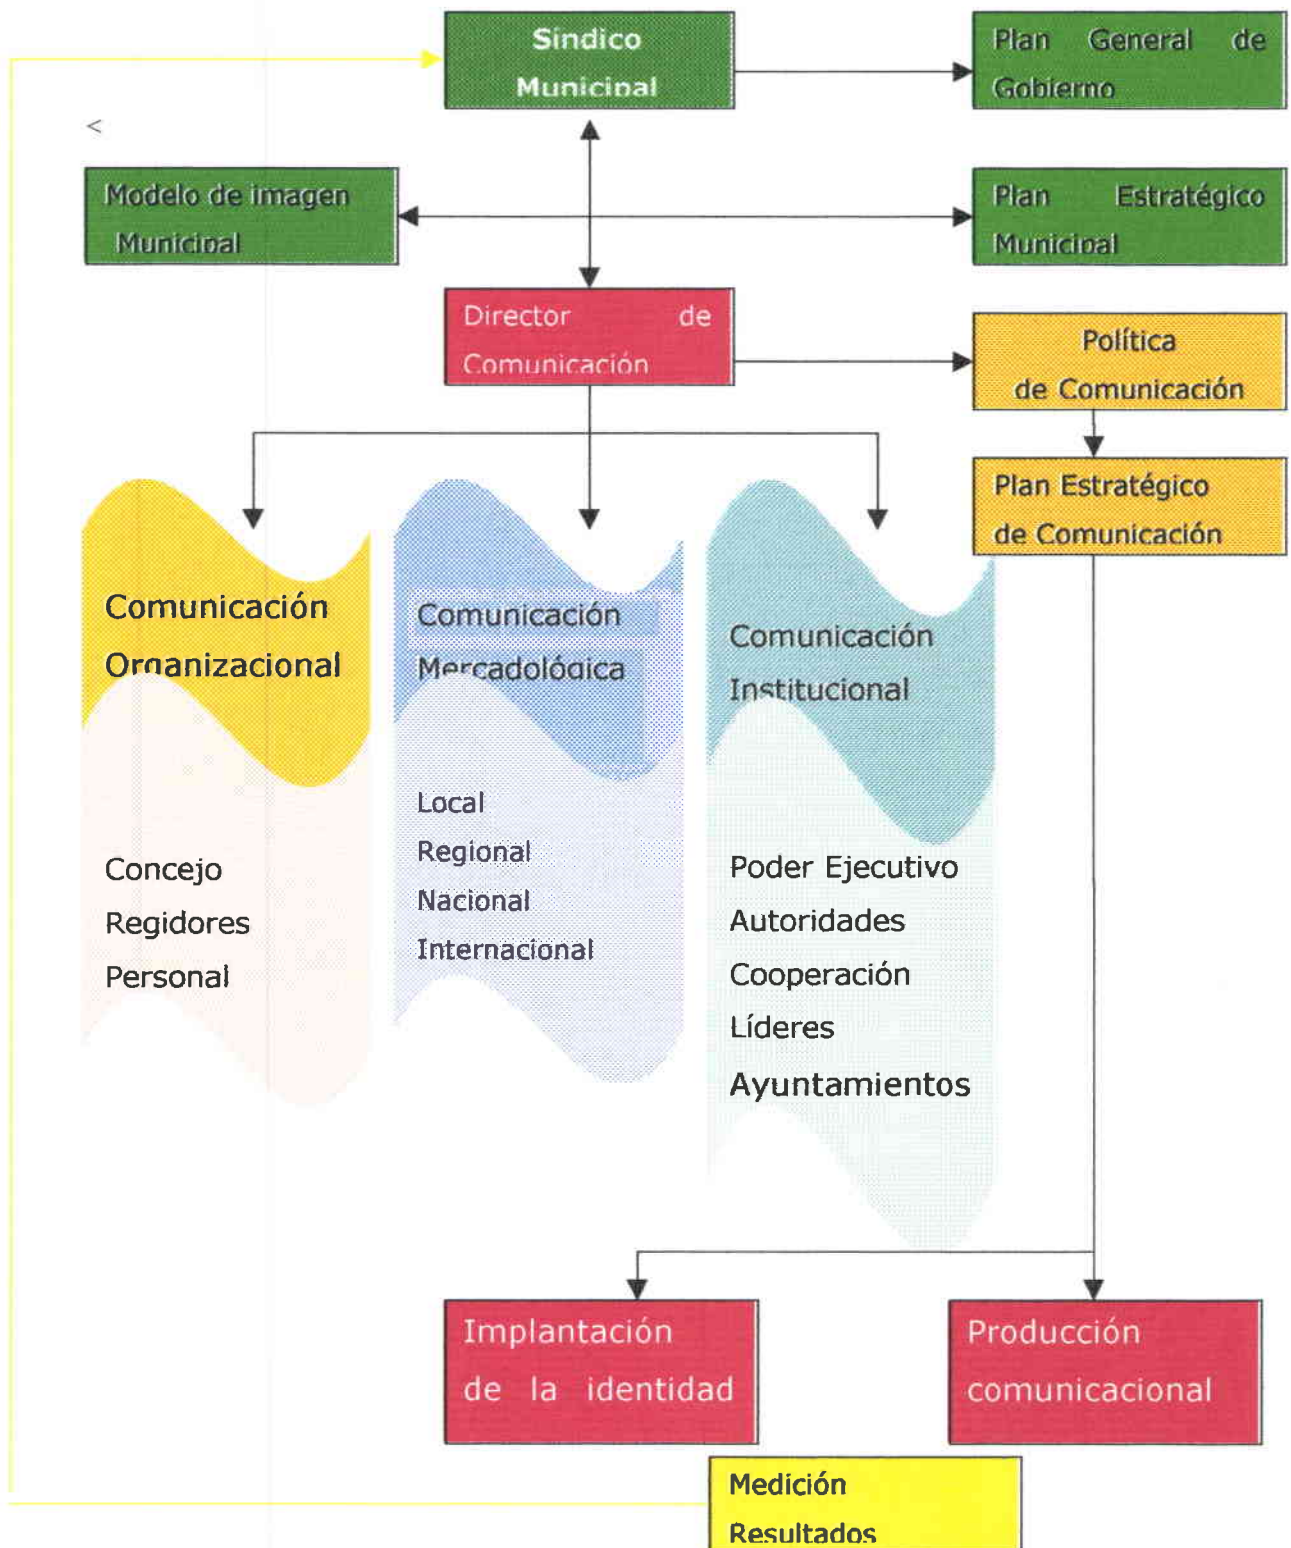 Síndico
Municipal
Plan General de
Gobierno
<
Modelo de imagen
Municipal
Plan Estratégico
Municipal
Director de
Comunicación
Política
de Comunicación
Plan Estratégico
de Comunicación
Comunicación
Organizacional
Comunicación
Mercadológica
Comunicación
Institucional
Concejo
Regidores
Personal
Local
Regional
Nacional
Internacional
Poder Ejecutivo
Autoridades
Cooperación
Líderes
Ayuntamientos
Implantación
de la identidad
Producción
comunicacional
Medición
Resultados